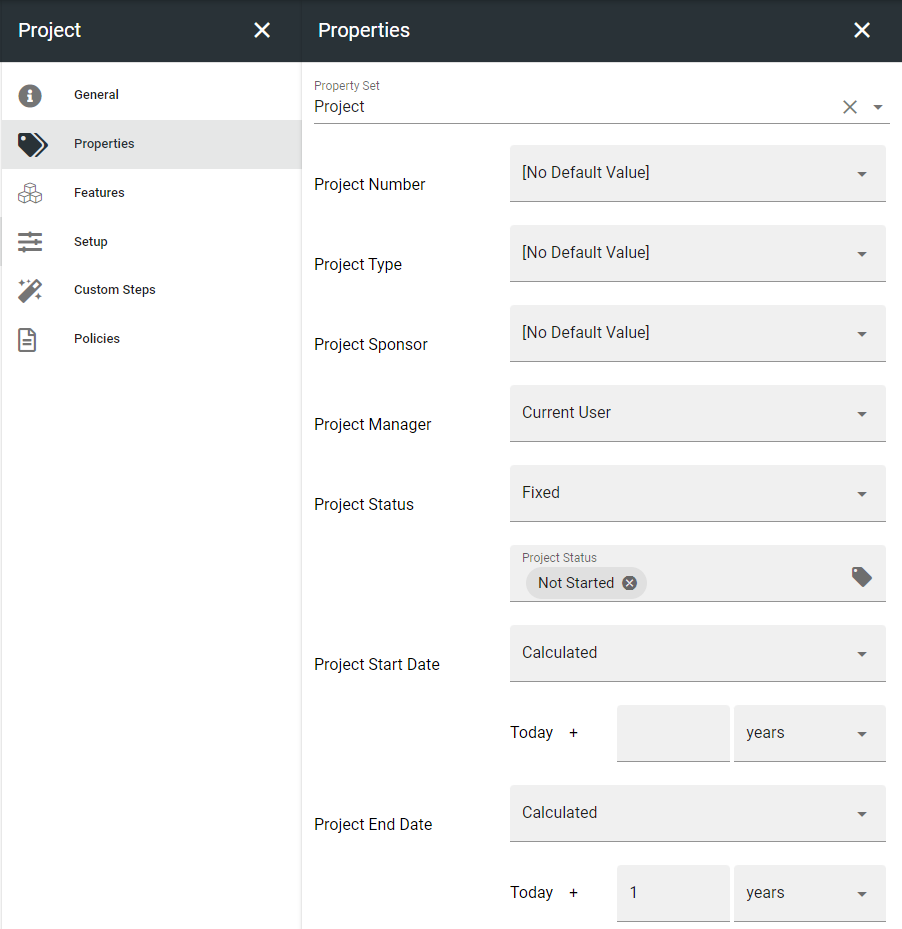 Project
General
Properties
Features
Setup
Custom Steps
Policies
Properties
Property Set
Project
Project Number
[No Default Value]
Project Type
[No Default Value]
Project Sponsor
[No Default Value]
Project Manager
Current User
Project Status
Fixed
Project Status
Not Started
Project Start Date
Calculated
Today + years
Project End Date
Calculated
Today + 1 years